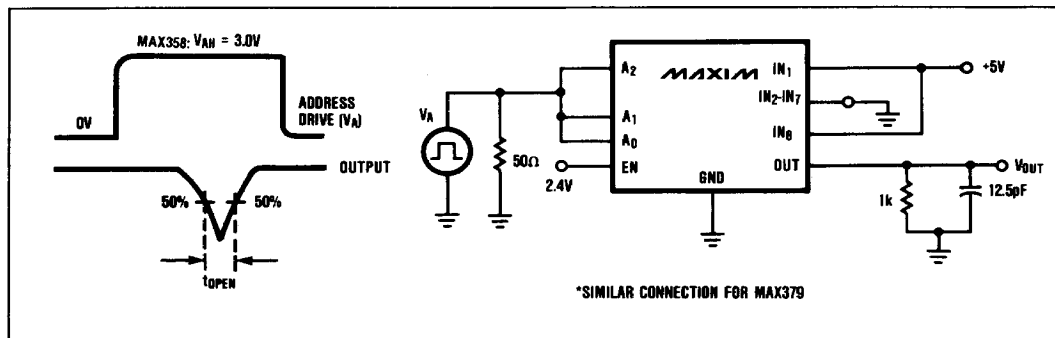 MAX358: VAH = 3.0V
0V
ADDRESS
DRIVE (VA)
OUTPUT
50%
50%
tOPEN
VA
50Ω
2.4V
A2
A1
A0
EN
MAXIM
GND
IN1
IN2-IN7
IN8
OUT
+5V
VOUT
1k
12.5pF
*SIMILAR CONNECTION FOR MAX379